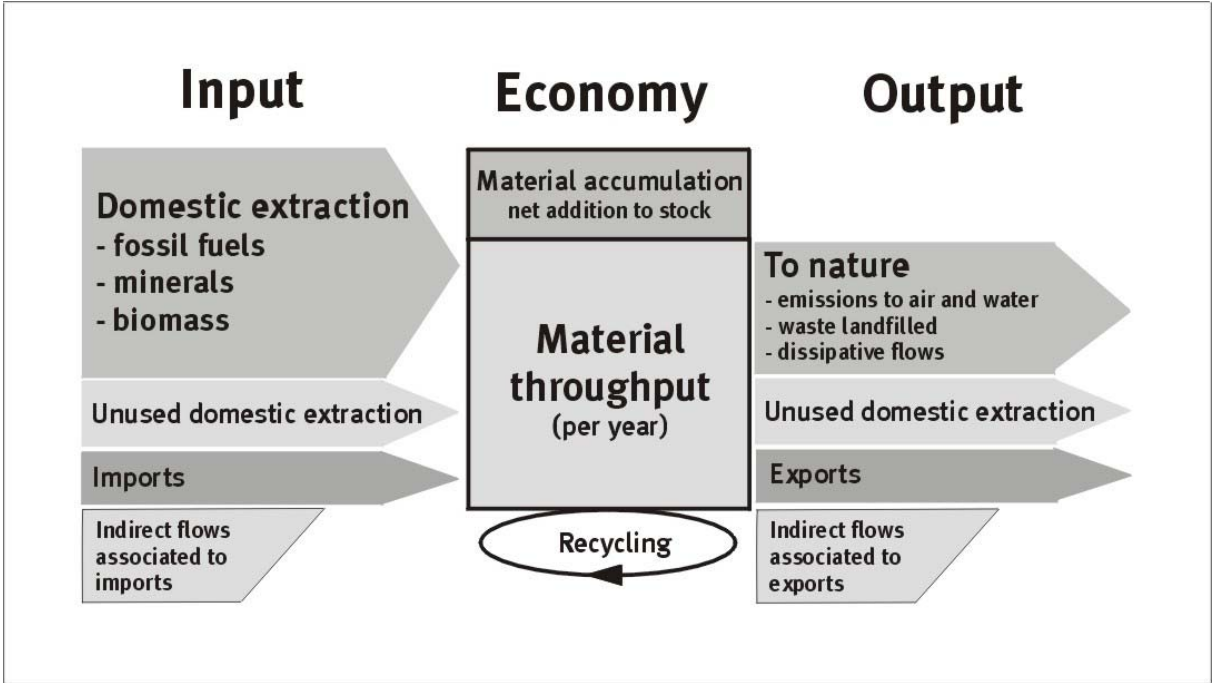 Input
Economy
Output
Domestic extraction
- fossil fuels
- minerals
- biomass
Unused domestic extraction
Imports
Indirect flows
associated to
imports
Material accumulation
net addition to stock
Material
throughput
(per year)
Recycling
To nature
- emissions to air and water
- waste landfilled
- dissipative flows
Unused domestic extraction
Exports
Indirect flows
associated to
exports